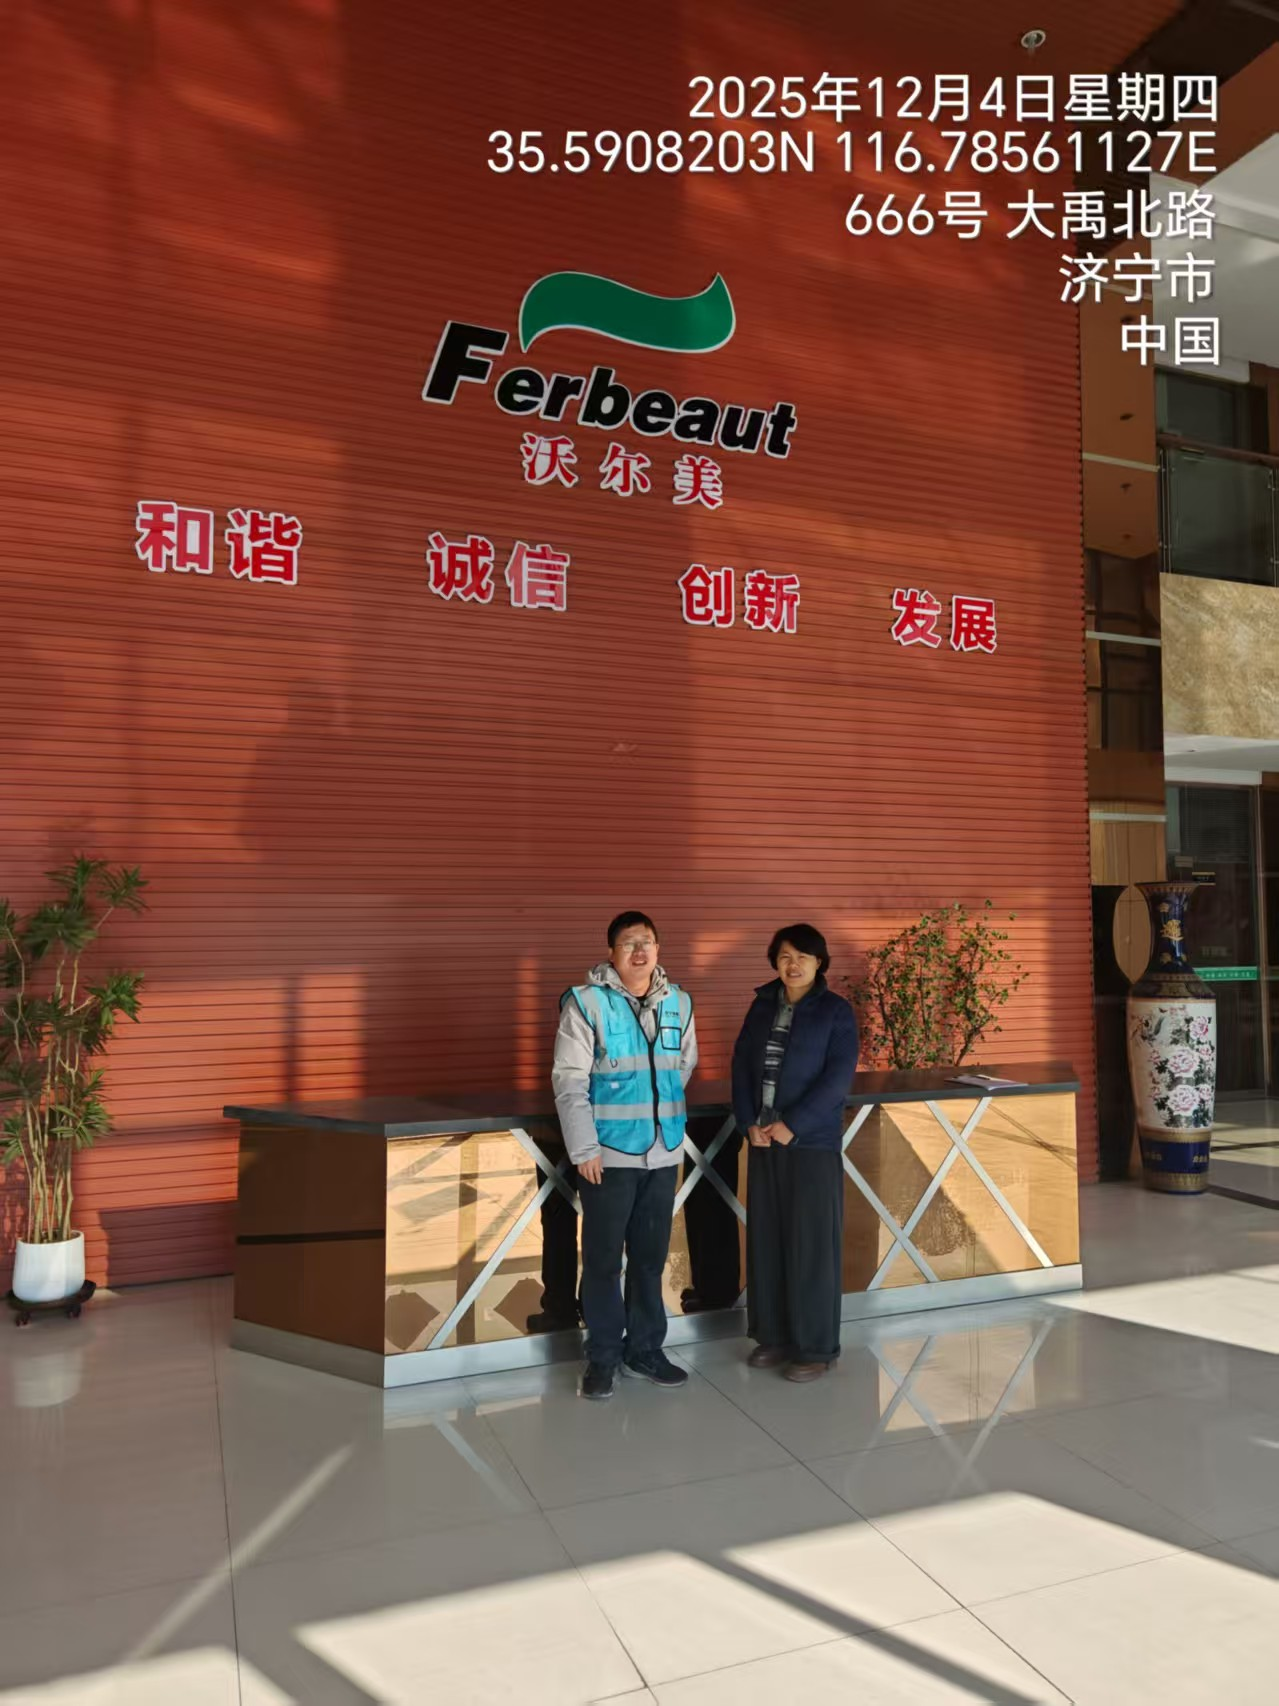 2025年12月4日星期四
35.5908203N 116.78561127E
666号 大禹北路
济宁市
中国
Ferbeaut
沃尔美
和谐 诚信 创新 发展